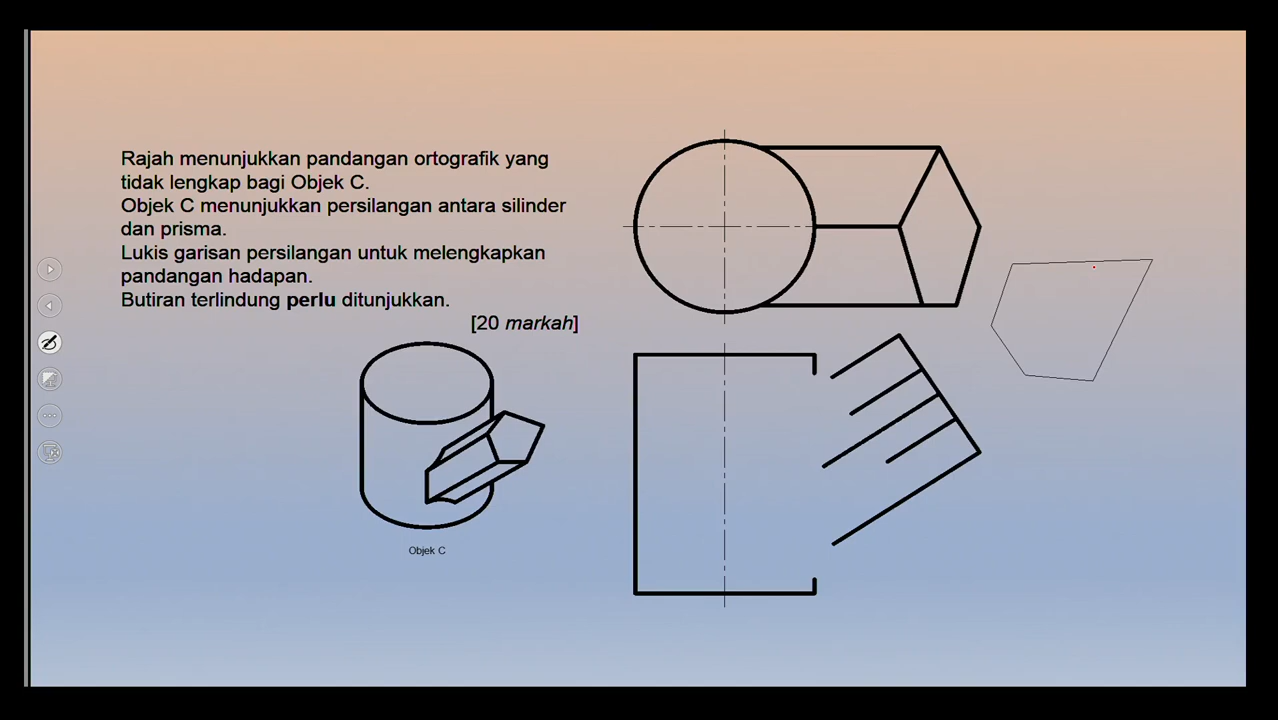 Rajah menunjukkan pandangan ortografik yang
tidak lengkap bagi Objek C.
Objek C menunjukkan persilangan antara silinder
dan prisma.
Lukis garisan persilangan untuk melengkapkan
pandangan hadapan.
Butiran terlindung perlu ditunjukkan.
[20 markah]
Objek C